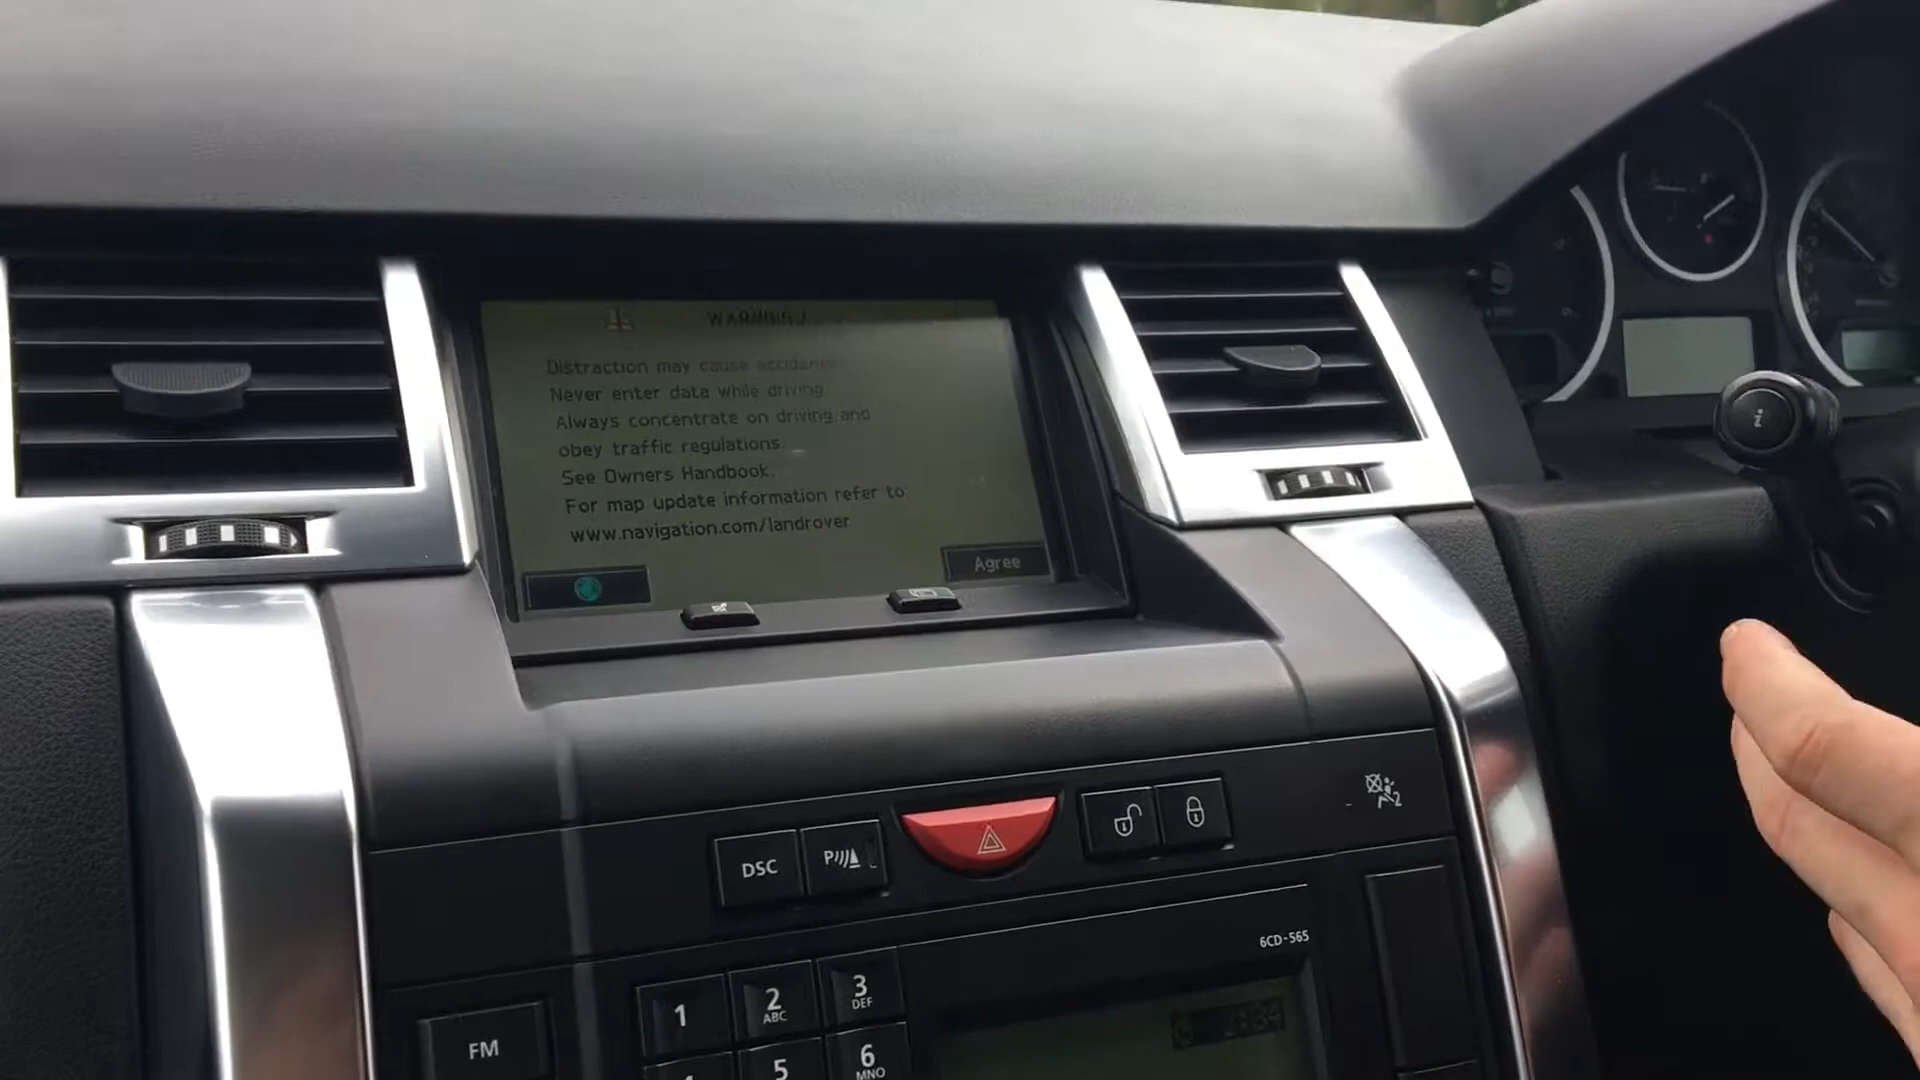 WARNING!
Distraction may cause accidents.
Never enter data while driving.
Always concentrate on driving and
obey traffic regulations.
See Owners Handbook.
For map update information refer to:
www.navigation.com/landrover
Agree
DSC
P
6CD-565
1
2 ABC
3 DEF
FM
5
6 MNO